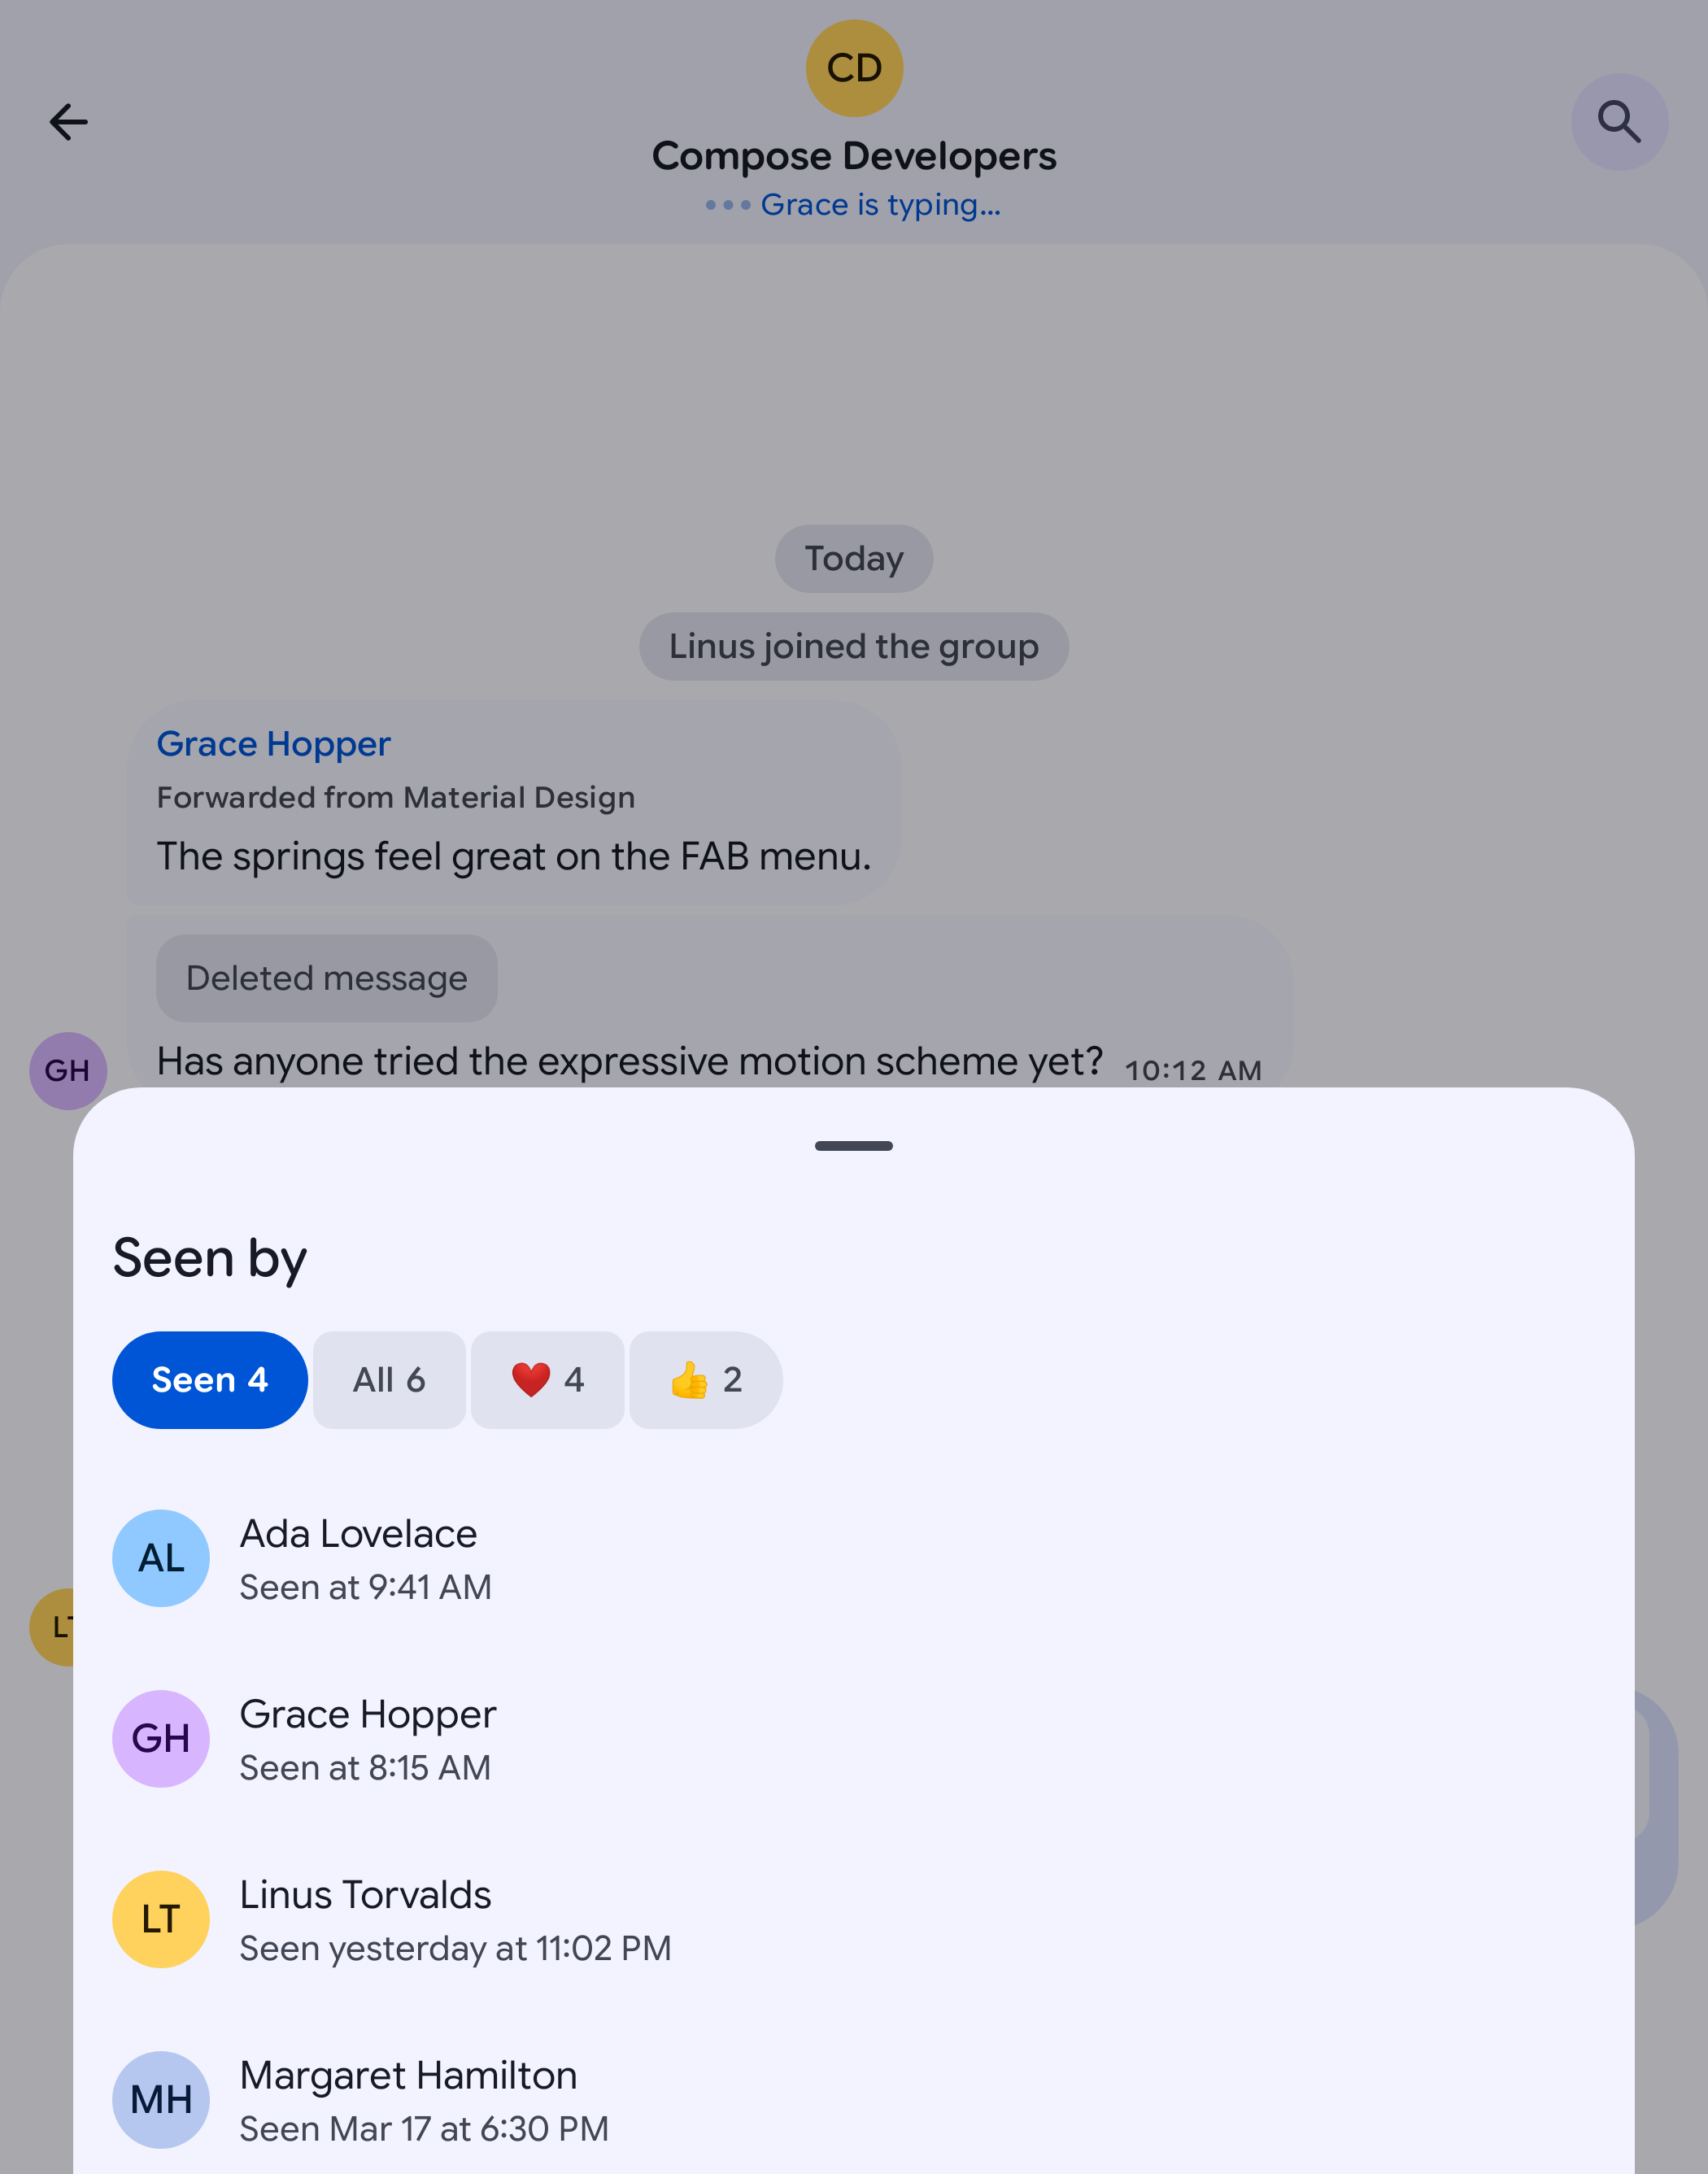 CD
Compose Developers
Grace is typing...
Today
Linus joined the group
Grace Hopper
Forwarded from Material Design
The springs feel great on the FAB menu.
Deleted message
GH
Has anyone tried the expressive motion scheme yet? 10:12 AM
Seen by
Seen 4
All 6
❤️ 4
👍 2
AL
Ada Lovelace
Seen at 9:41 AM
LT
GH
Grace Hopper
Seen at 8:15 AM
LT
Linus Torvalds
Seen yesterday at 11:02 PM
MH
Margaret Hamilton
Seen Mar 17 at 6:30 PM